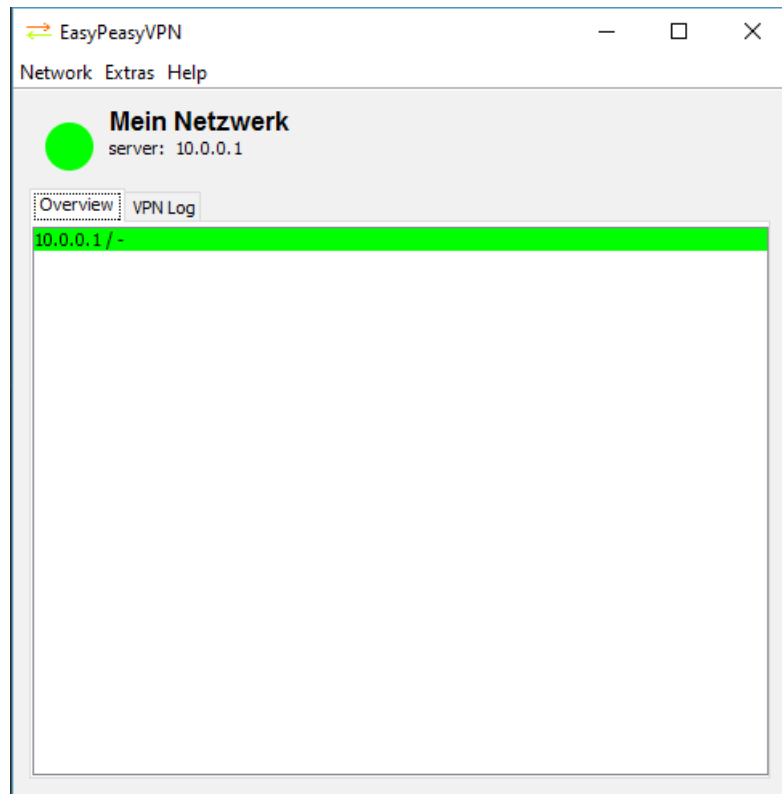 EasyPeasyVPN
Network Extras Help
Mein Netzwerk
server: 10.0.0.1
Overview VPN Log
10.0.0.1 / -